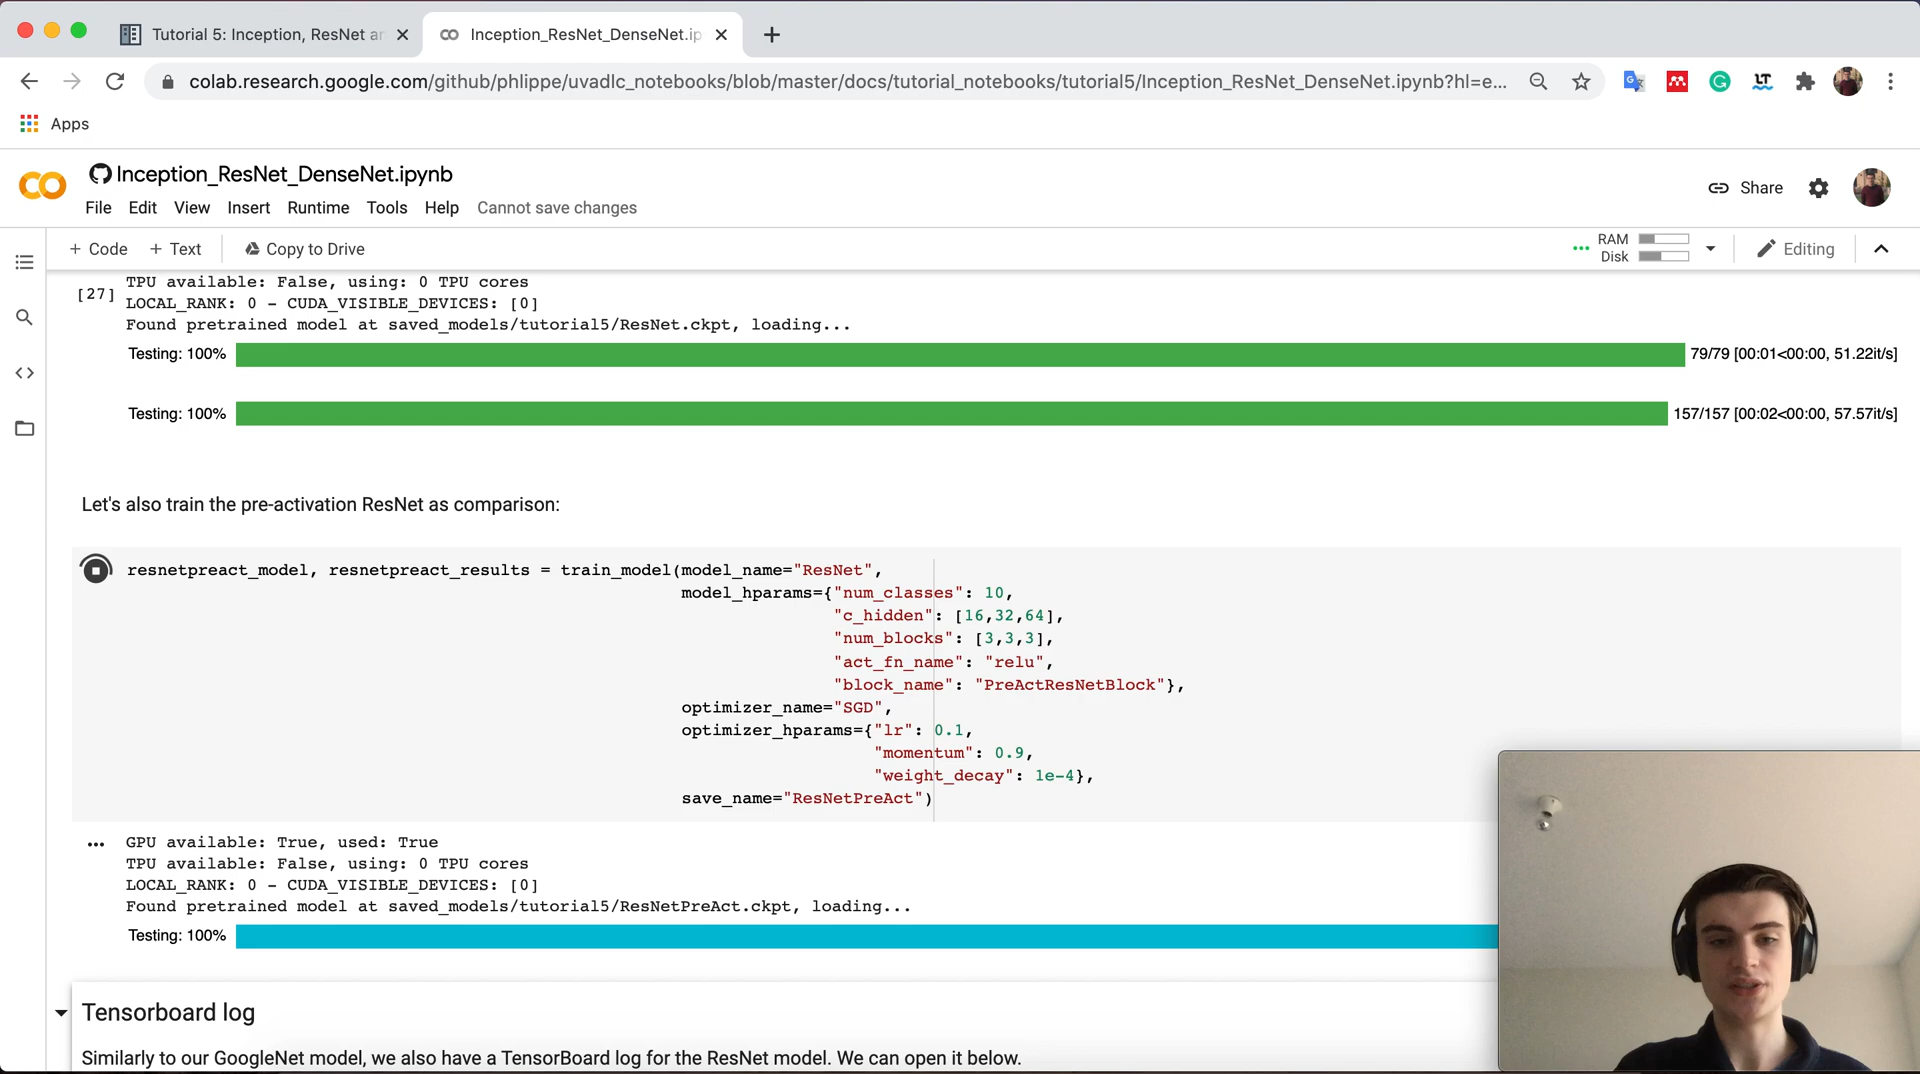 Tutorial 5: Inception, ResNet an
Inception_ResNet_DenseNet.ip
colab.research.google.com/github/phlippe/uvadlc_notebooks/blob/master/docs/tutorial_notebooks/tutorial5/Inception_ResNet_DenseNet.ipynb?hl=e...
Apps
Inception_ResNet_DenseNet.ipynb
Share
File Edit View Insert Runtime Tools Help Cannot save changes
+ Code + Text Copy to Drive
RAM
Disk
Editing
TPU available: False, using: 0 TPU cores
[27]
LOCAL_RANK: 0 - CUDA_VISIBLE_DEVICES: [0]
Found pretrained model at saved_models/tutorial5/ResNet.ckpt, loading...
Testing: 100% 79/79 [00:01<00:00, 51.22it/s]
Testing: 100% 157/157 [00:02<00:00, 57.57it/s]
Let's also train the pre-activation ResNet as comparison:
resnetpreact_model, resnetpreact_results = train_model(model_name="ResNet",
model_hparams={"num_classes": 10,
"c_hidden": [16,32,64],
"num_blocks": [3,3,3],
"act_fn_name": "relu",
"block_name": "PreActResNetBlock"},
optimizer_name="SGD",
optimizer_hparams={"lr": 0.1,
"momentum": 0.9,
"weight_decay": 1e-4},
save_name="ResNetPreAct")
GPU available: True, used: True
TPU available: False, using: 0 TPU cores
LOCAL_RANK: 0 - CUDA_VISIBLE_DEVICES: [0]
Found pretrained model at saved_models/tutorial5/ResNetPreAct.ckpt, loading...
Testing: 100%
Tensorboard log
Similarly to our GoogleNet model, we also have a TensorBoard log for the ResNet model. We can open it below.